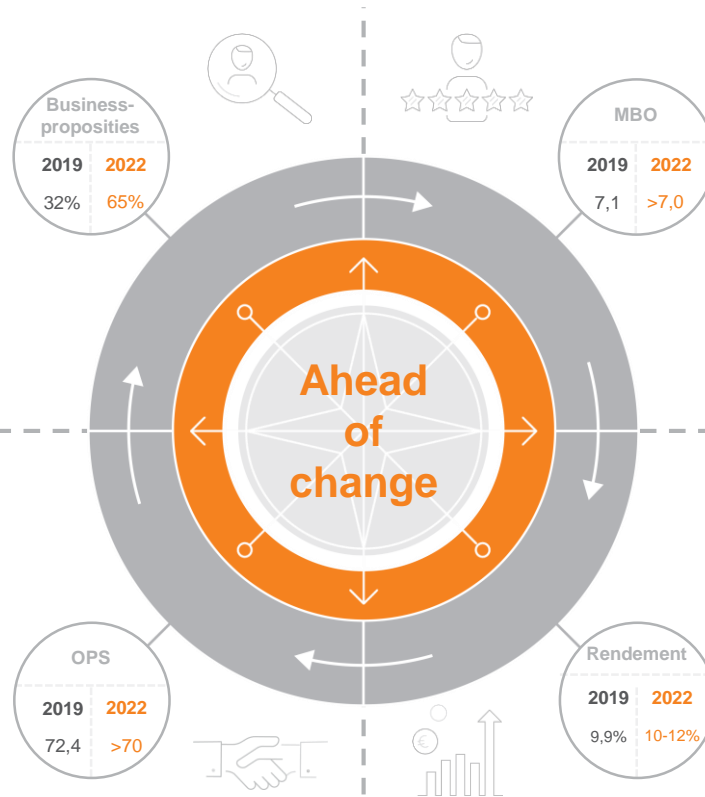 Business-
proposities
2019 2022
32% 65%
MBO
2019 2022
7,1 >7,0
Ahead
of
change
OPS
2019 2022
72,4 >70
Rendement
2019 2022
9,9% 10-12%
€